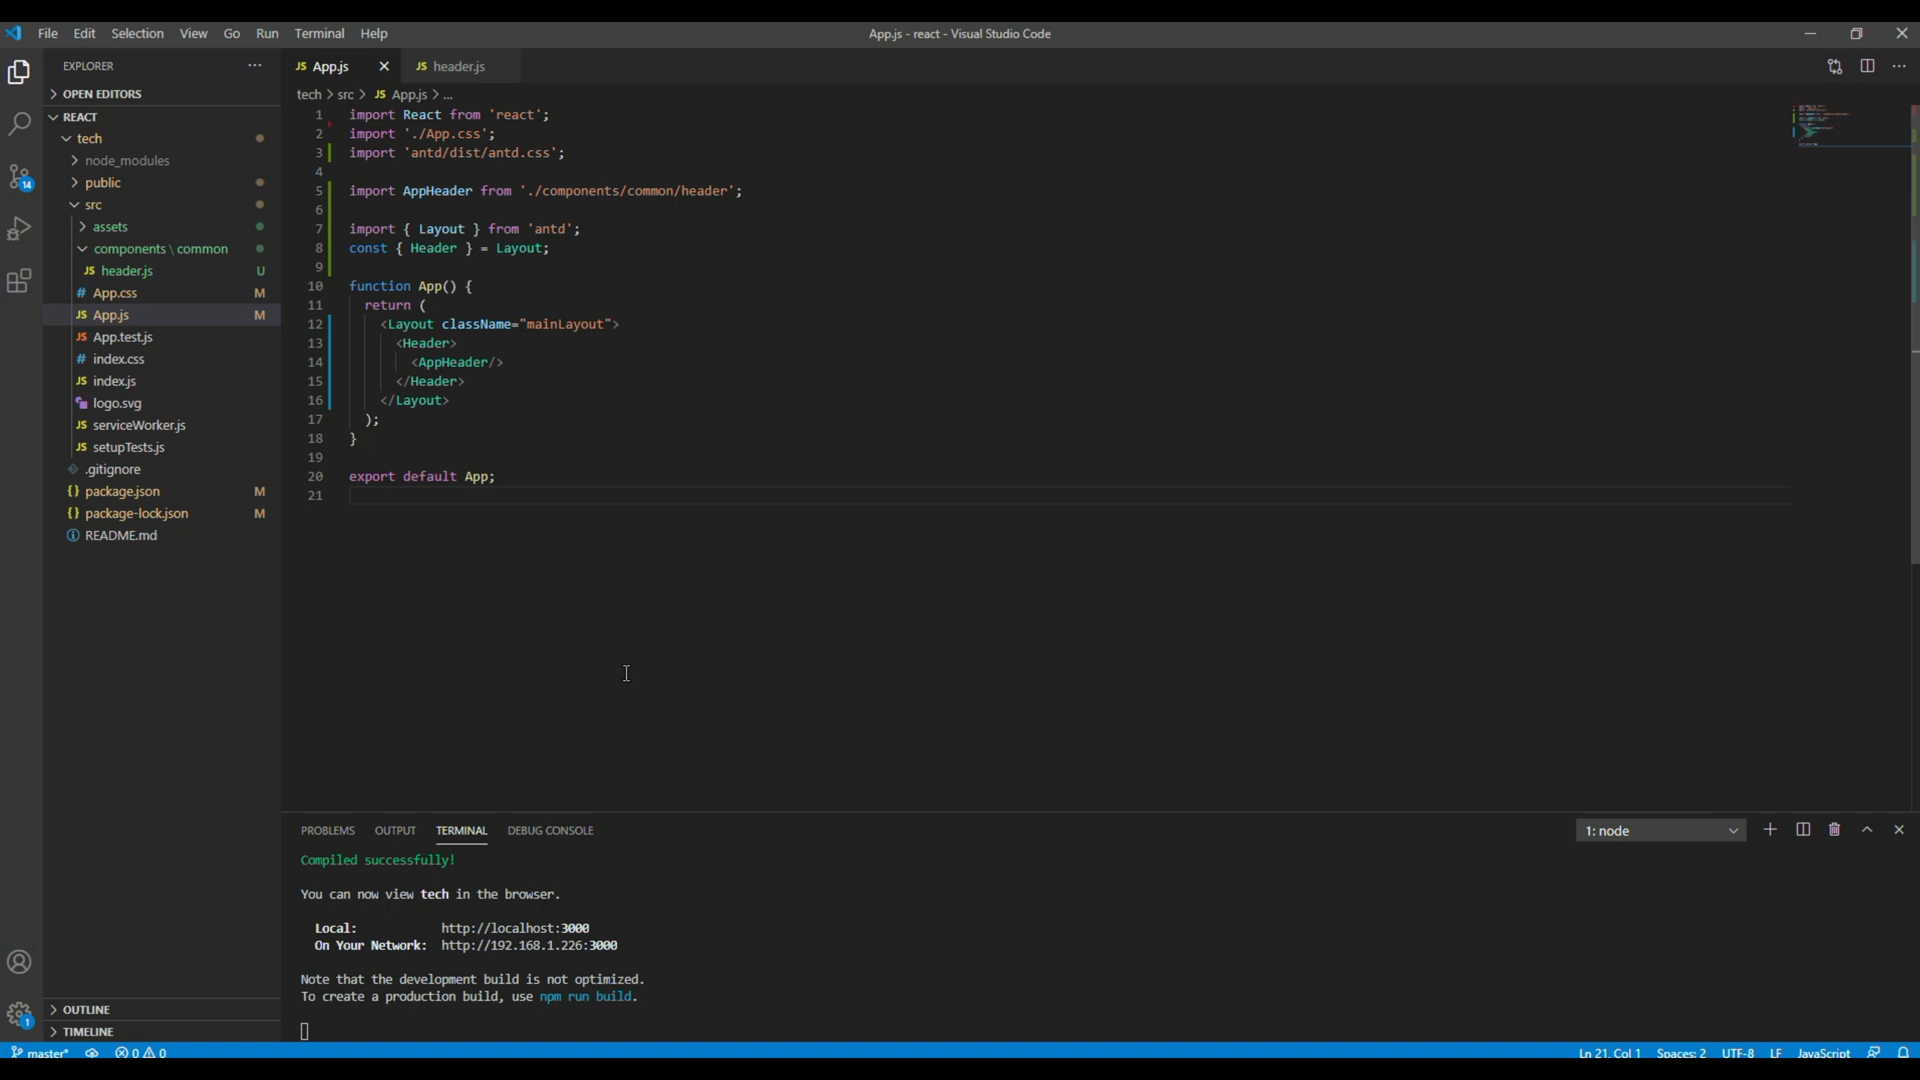 File Edit Selection View Go Run Terminal Help
App.js - react - Visual Studio Code
EXPLORER ...
OPEN EDITORS
REACT
tech
node_modules
public
src
assets
components \ common
JS header.js U
# App.css M
JS App.js M
JS App.test.js
# index.css
JS index.js
logo.svg
JS serviceWorker.js
JS setupTests.js
.gitignore
{} package.json M
{} package-lock.json M
README.md
OUTLINE
TIMELINE
14
1
JS App.js
JS header.js
tech > src > JS App.js > ...
1 import React from 'react';
2 import './App.css';
3 import 'antd/dist/antd.css';
4
5 import AppHeader from './components/common/header';
6
7 import { Layout } from 'antd';
8 const { Header } = Layout;
9
10 function App() {
11 return (
12 <Layout className="mainLayout">
13 <Header>
14 <AppHeader/>
15 </Header>
16 </Layout>
17 );
18 }
19
20 export default App;
21
PROBLEMS OUTPUT TERMINAL DEBUG CONSOLE
1: node
Compiled successfully!
You can now view tech in the browser.
Local: http://localhost:3000
On Your Network: http://192.168.1.226:3000
Note that the development build is not optimized.
To create a production build, use npm run build.
master* 0 0
Ln 21, Col 1 Spaces: 2 UTF-8 LF JavaScript